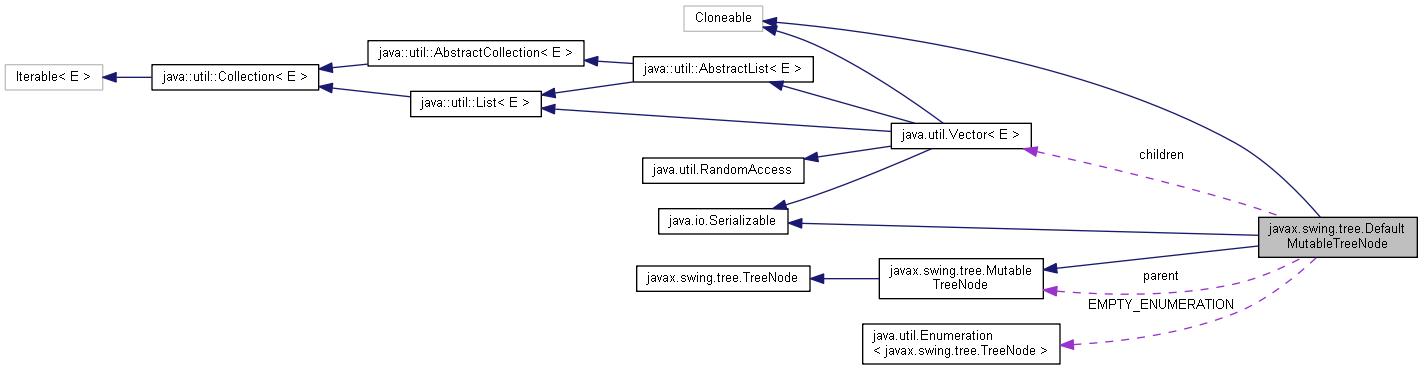 Cloneable
java::util::AbstractCollection< E >
Iterable< E >
java::util::Collection< E >
java::util::AbstractList< E >
java::util::List< E >
java.util.Vector< E >
children
java.util.RandomAccess
java.io.Serializable
javax.swing.tree.Default
MutableTreeNode
javax.swing.tree.TreeNode
javax.swing.tree.Mutable
TreeNode
parent
EMPTY_ENUMERATION
java.util.Enumeration
< javax.swing.tree.TreeNode >